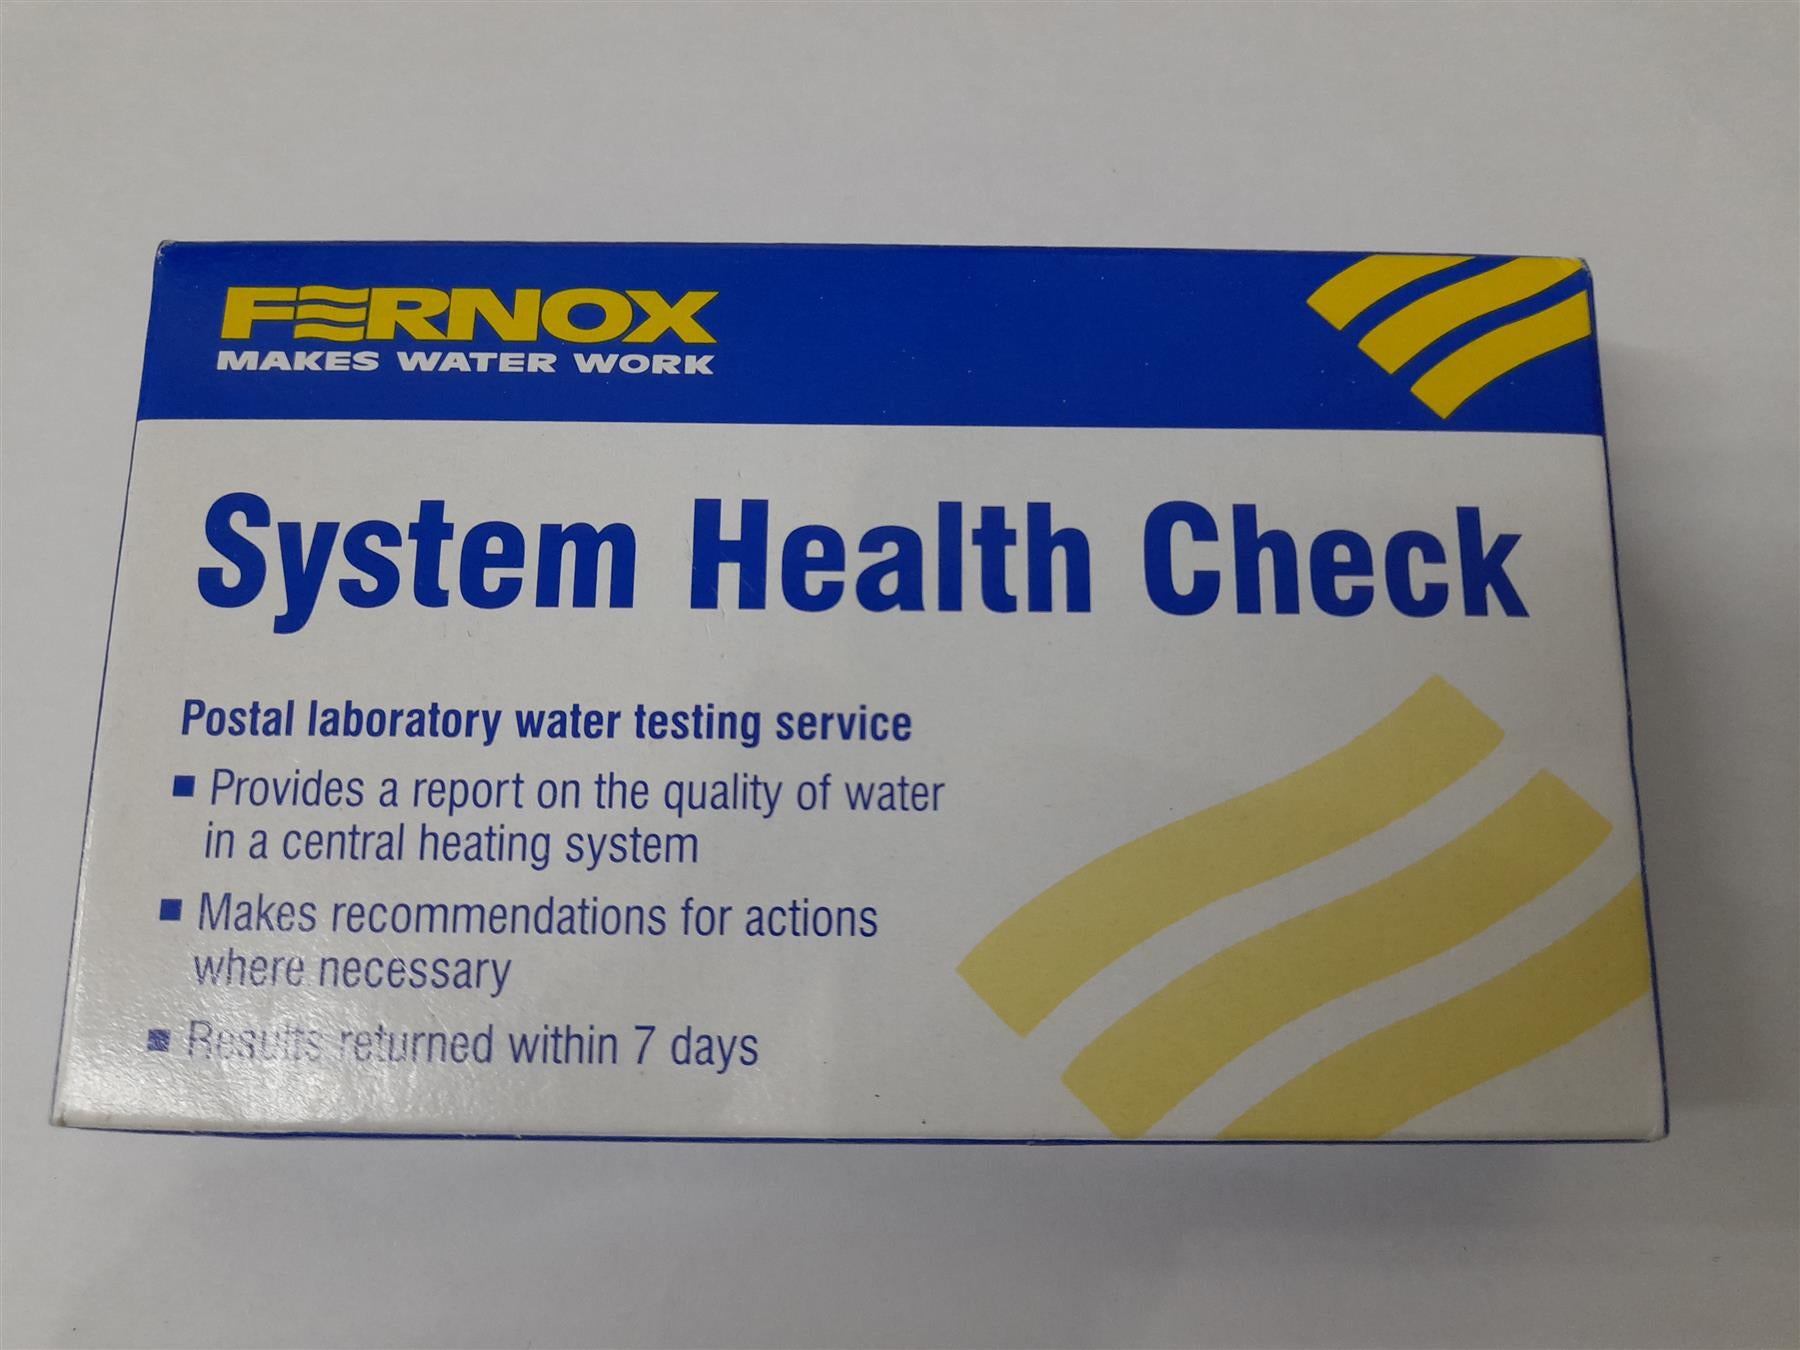 FERNOX
MAKES WATER WORK
System Health Check
Postal laboratory water testing service
▪ Provides a report on the quality of water
in a central heating system
▪ Makes recommendations for actions
where necessary
▪ Results returned within 7 days